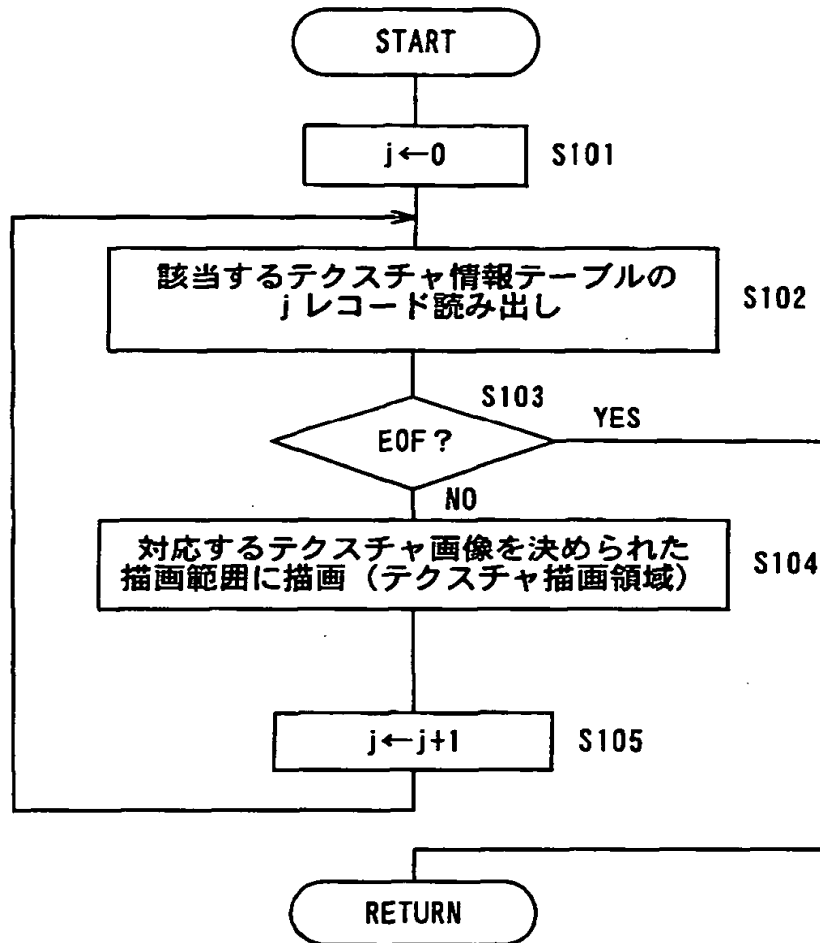 START
j←0 S101
該当するテクスチャ情報テーブルの
jレコード読み出し
S102
S103
EOF? YES
NO
対応するテクスチャ画像を決められた
描画範囲に描画(テクスチャ描画領域)
S104
j←j+1 S105
RETURN